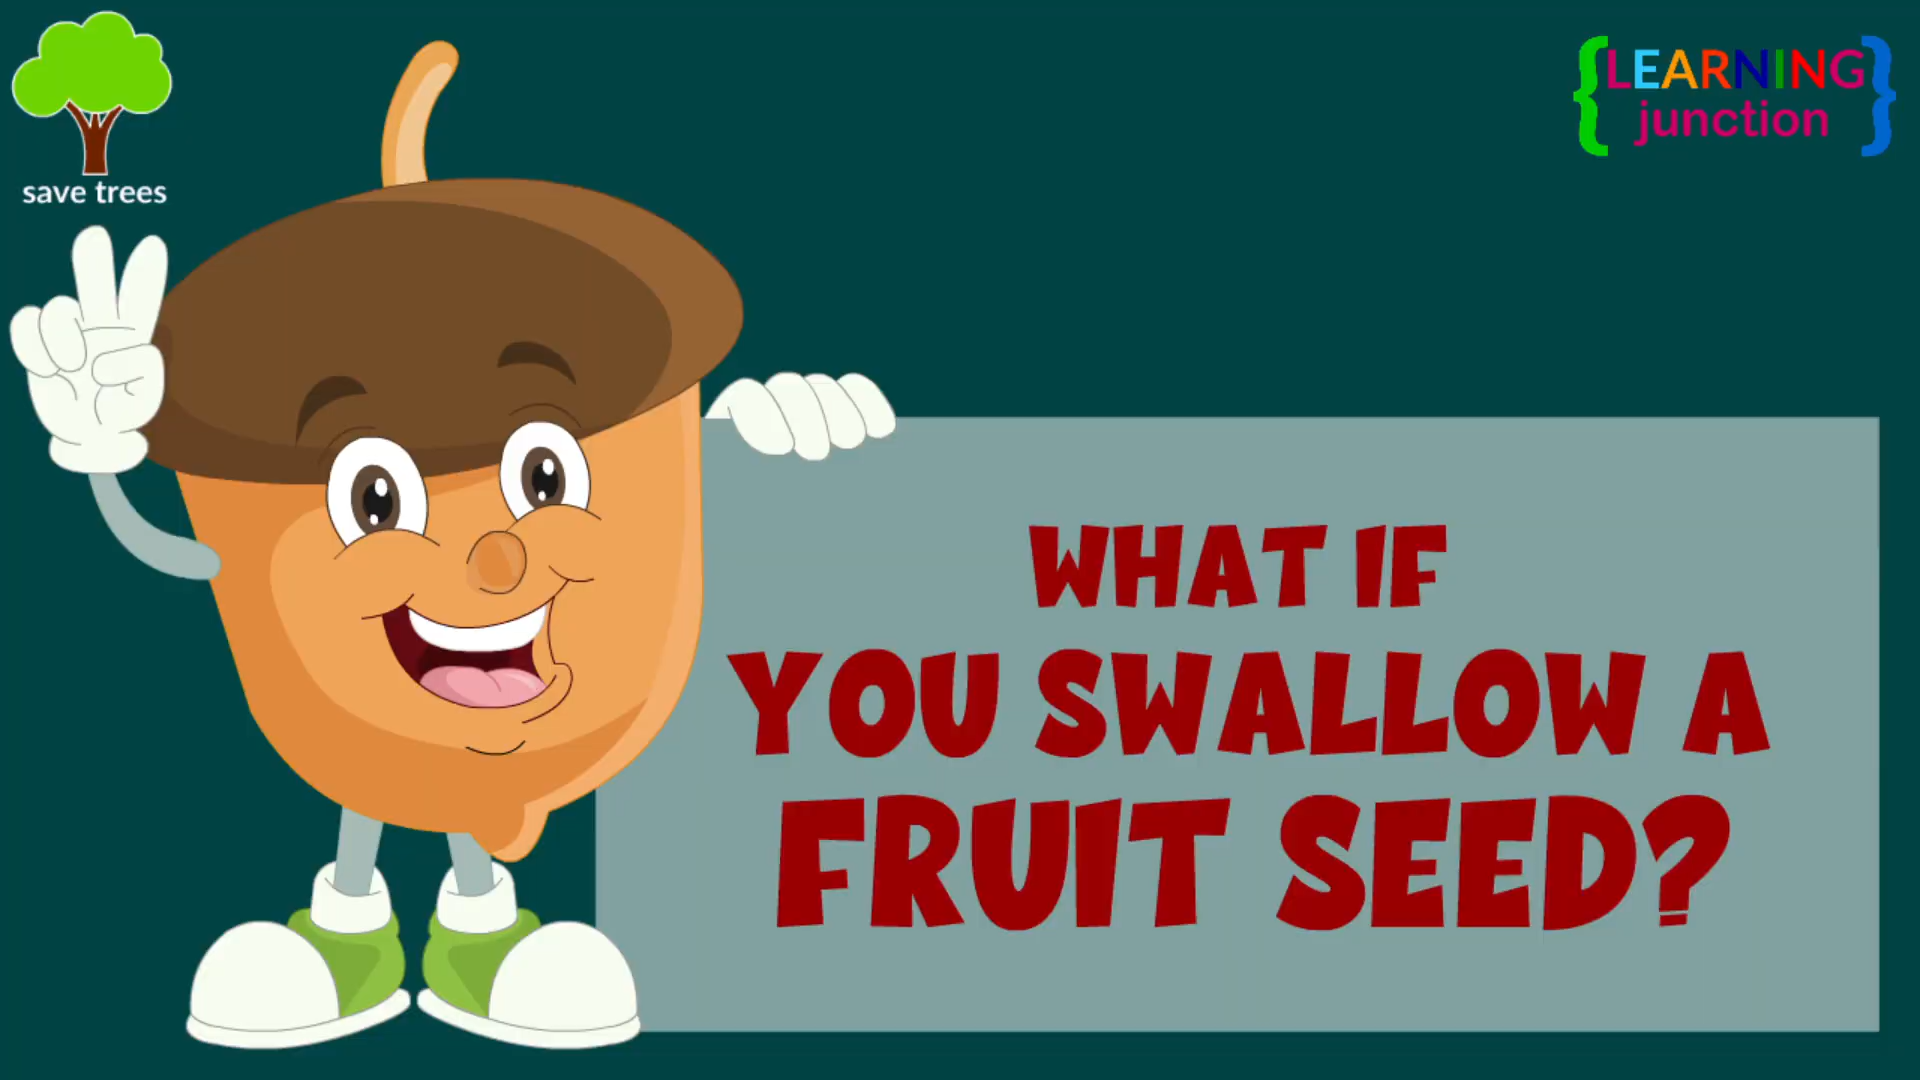 save trees
{LEARNING}
junction
WHAT IF
YOU SWALLOW A
FRUIT SEED?